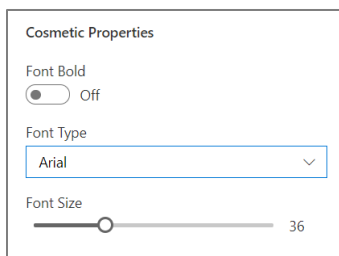 Cosmetic Properties
Font Bold
Off
Font Type
Arial
Font Size
36